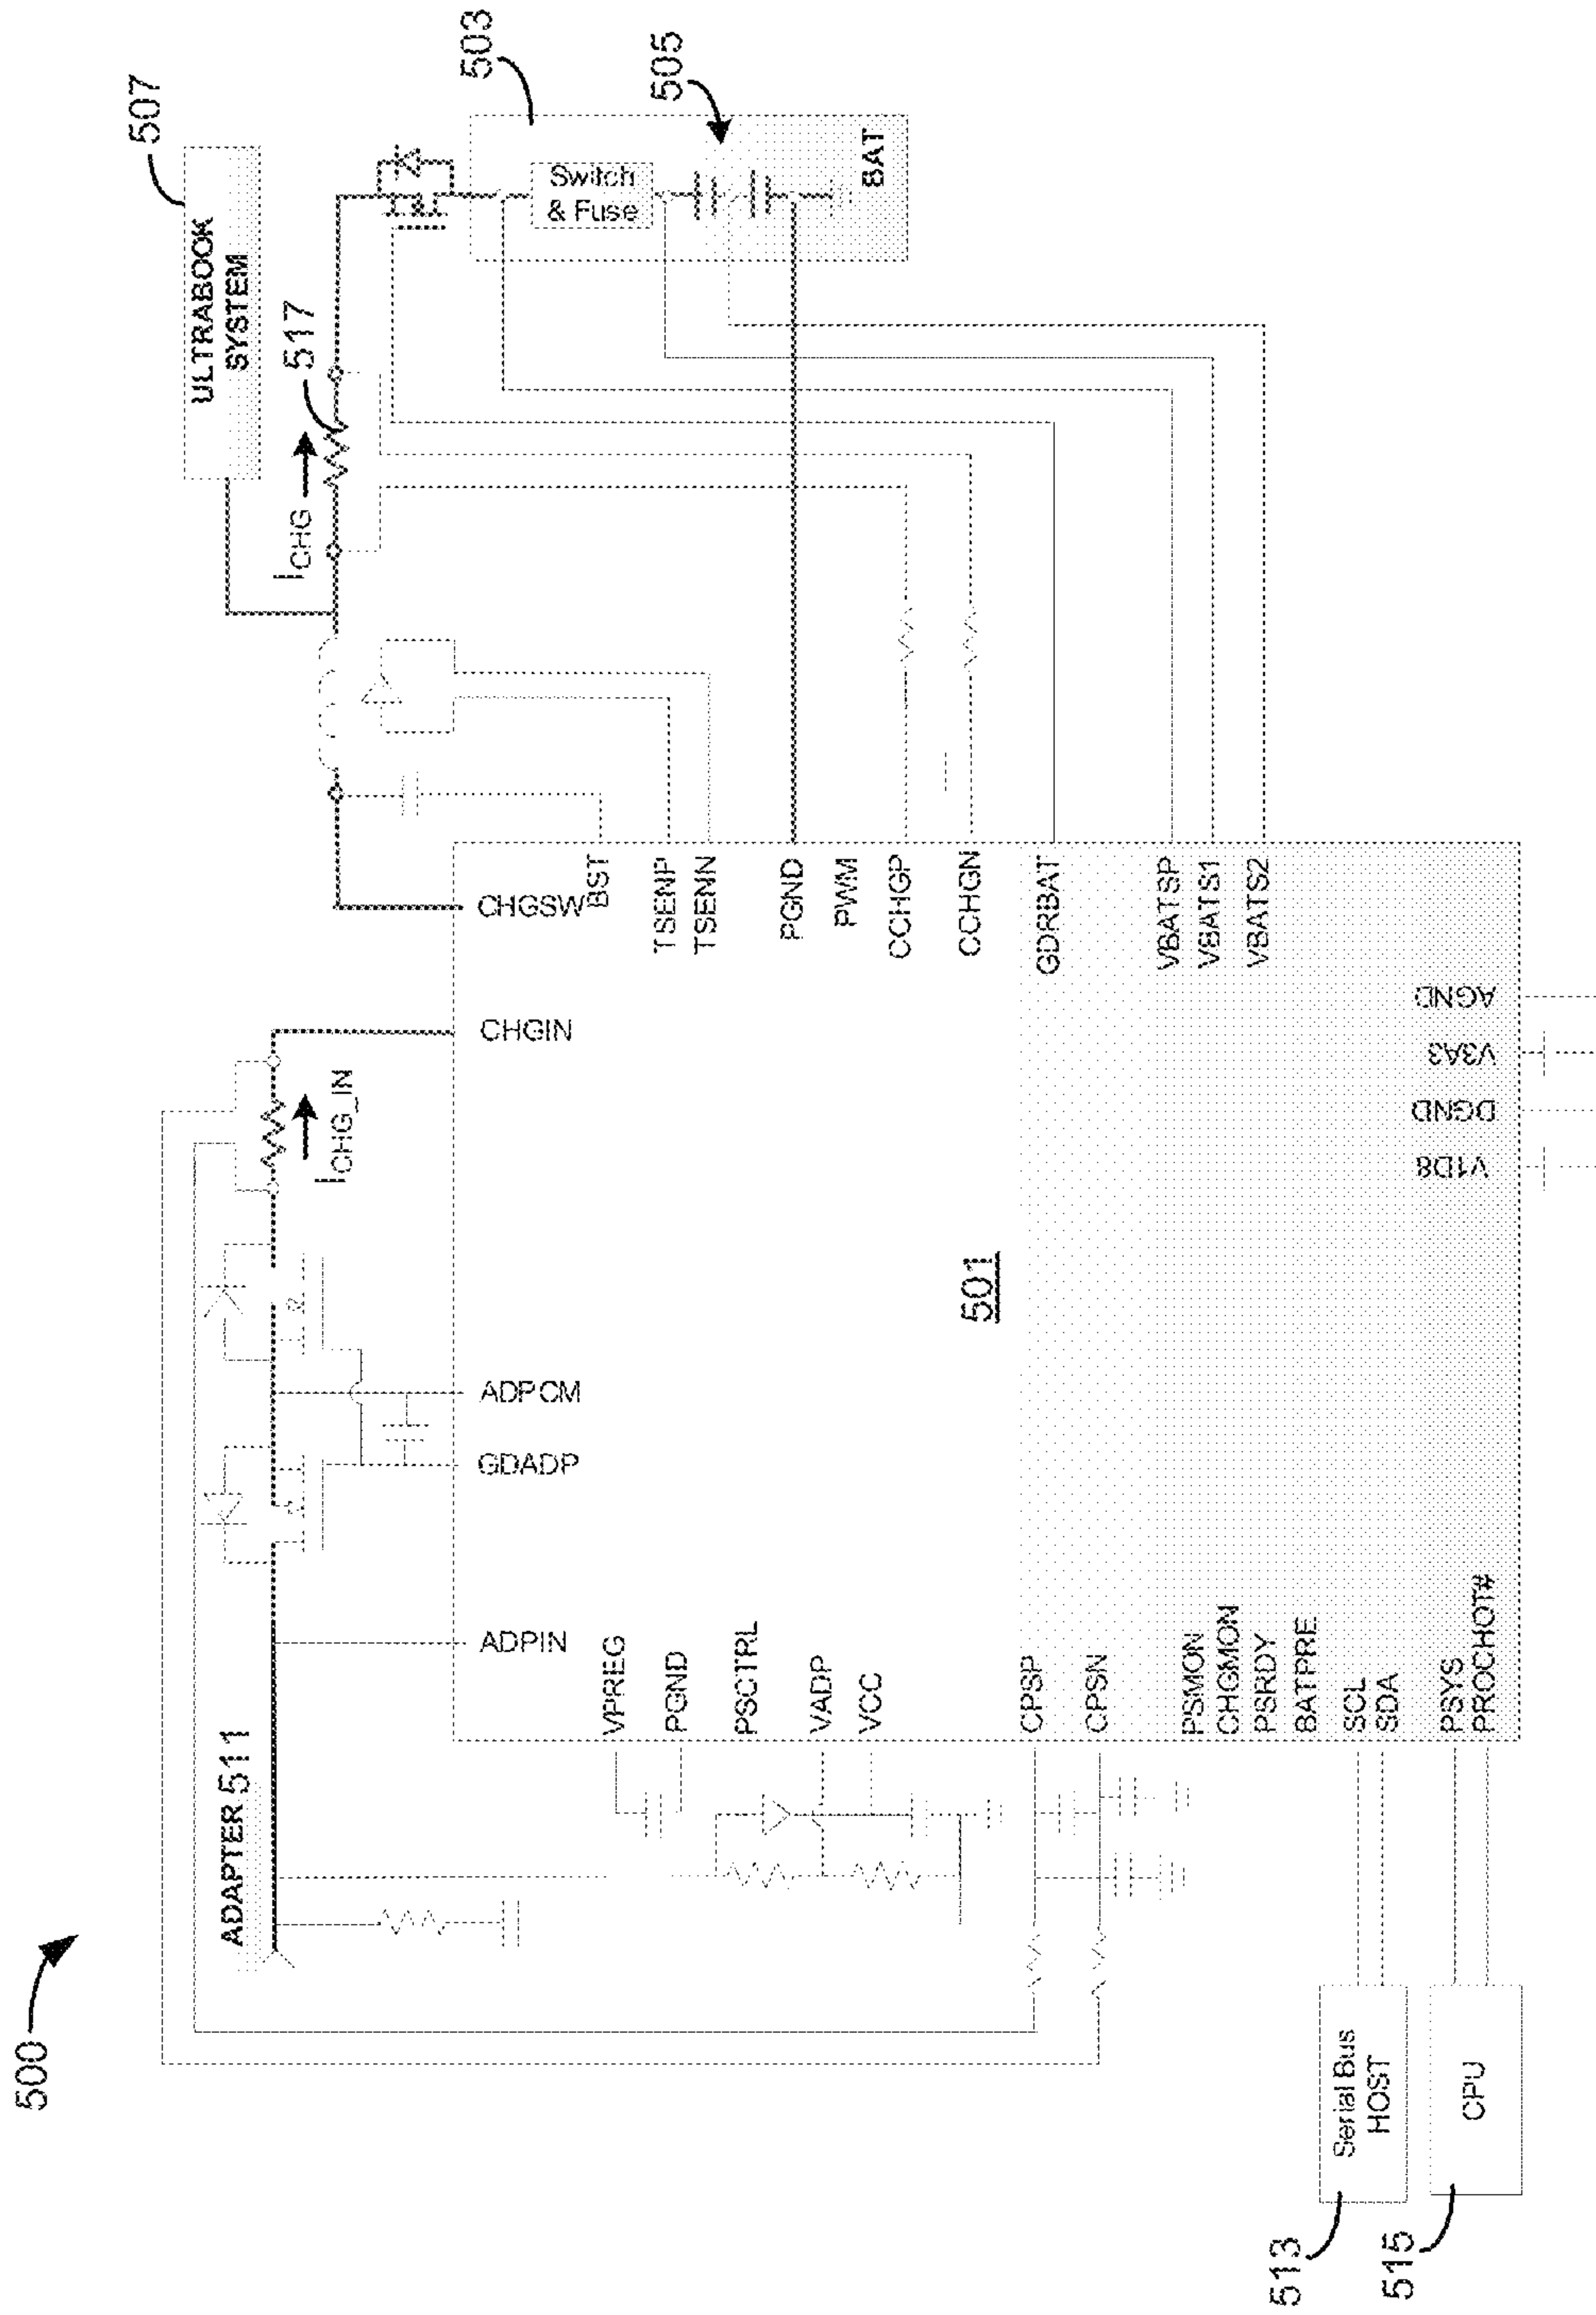 500
ADAPTER 511
I_CHG_IN
I_CHG
517
ULTRABOOK
SYSTEM
507
503
505
Switch
& Fuse
BAT
ADPIN
GDADP
ADPCM
CHGIN
CHGSW
VPREG
PGND
PSCTRL
VADP
VCC
CPSP
CPSN
PSMON
CHGMON
PSRDY
BATPRE
SCL
SDA
PSYS
PROCHOT#
501
BST
TSENP
TSENN
PGND
PWM
CCHGP
CCHGN
GDRBAT
VBATSP
VBATS1
VBATS2
V1D8
DGND
V3A3
AGND
Serial Bus
HOST
513
CPU
515